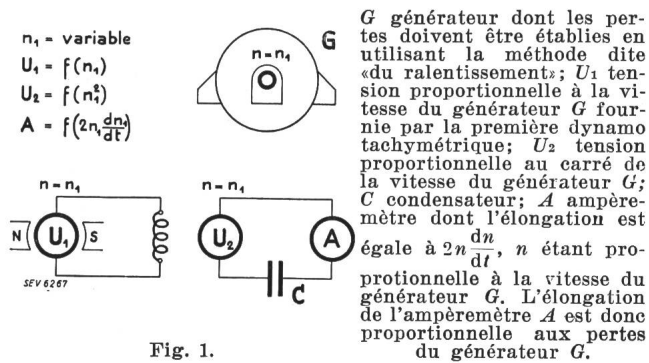 n₁ = variable
U₁ = f(n₁)
U₂ = f(n₁²)
A = f(2n₁ dn₁/dt)
G
n = n₁
n = n₁
N
U₁
S
SEV 6267
n = n₁
U₂
A
C
Fig. 1.
G générateur dont les per-
tes doivent être établies en
utilisant la méthode dite
«du ralentissement»; U₁ ten-
sion proportionnelle à la vi-
tesse du générateur G four-
nie par la première dynamo
tachymétrique; U₂ tension
proportionnelle au carré de
la vitesse du générateur G;
C condensateur; A ampère-
mètre dont l'élongation est
égale à 2n dn/dt, n étant pro-
protionnelle à la vitesse du
générateur G. L'élongation
de l'ampèremètre A est donc
proportionnelle aux pertes
du générateur G.